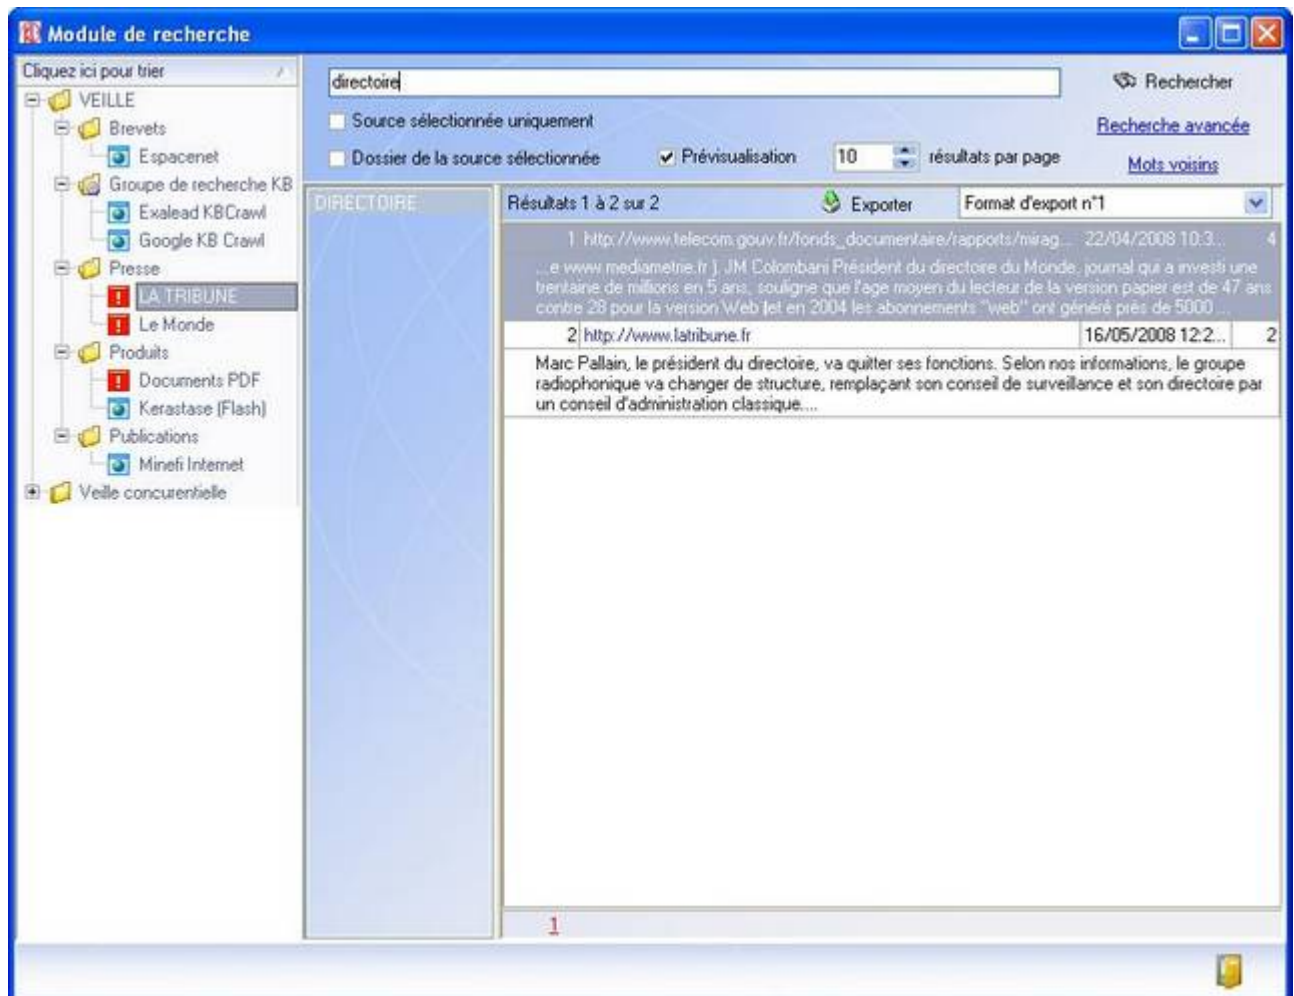 Module de recherche
Cliquez ici pour trier
VEILLE
Brevets
Espacenet
Groupe de recherche KB
Exalead KBCrawl
Google KB Crawl
Presse
LA TRIBUNE
Le Monde
Produits
Documents PDF
Kerastase (Flash)
Publications
Minefi Internet
Veille concurentielle
directoire
Rechercher
Source sélectionnée uniquement
Recherche avancée
Dossier de la source sélectionnée
Prévisualisation
10
résultats par page
Mots voisins
DIRECTOIRE
Résultats 1 à 2 sur 2
Exporter
Format d'export n°1
1 http://www.telecom.gouv.fr/fonds_documentaire/rapports/mirag... 22/04/2008 10:3... 4
...e www mediametrie.fr ]. JM Colombani Président du directoire du Monde, journal qui a investi une
trentaine de millions en 5 ans, souligne que l'age moyen du lecteur de la version papier est de 47 ans
contre 28 pour la version Web (et en 2004 les abonnements "web" ont généré près de 5000 ...
2 http://www.latribune.fr 16/05/2008 12:2... 2
Marc Pallain, le président du directoire, va quitter ses fonctions. Selon nos informations, le groupe
radiophonique va changer de structure, remplaçant son conseil de surveillance et son directoire par
un conseil d'administration classique....
1